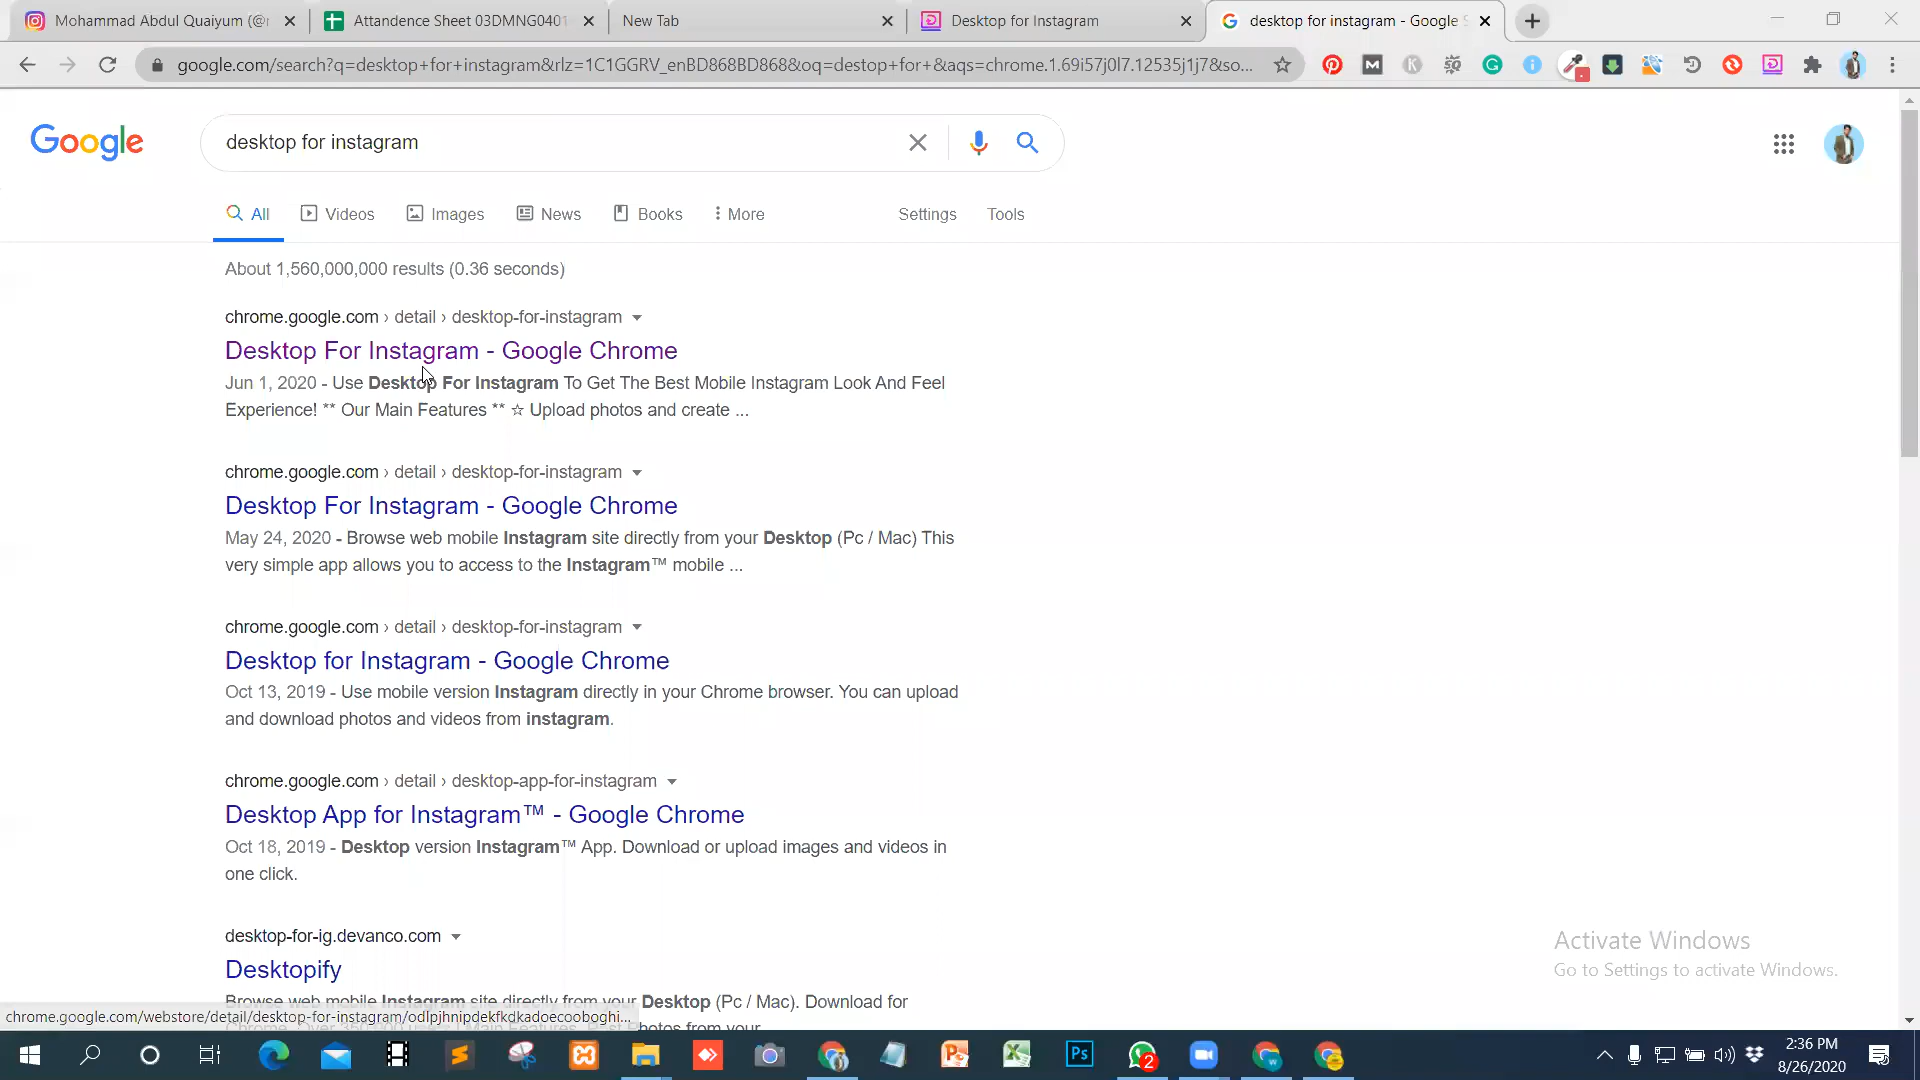 Mohammad Abdul Quaiyum (@r
Attandence Sheet 03DMNG0401
New Tab
Desktop for Instagram
desktop for instagram - Google S
google.com/search?q=desktop+for+instagram&rlz=1C1GGRV_enBD868BD868&oq=destop+for+&aqs=chrome.1.69i57j0l7.12535j1j7&so...
Google
desktop for instagram
All
Videos
Images
News
Books
More
Settings
Tools
About 1,560,000,000 results (0.36 seconds)
chrome.google.com › detail › desktop-for-instagram
Desktop For Instagram - Google Chrome
Jun 1, 2020 - Use Desktop For Instagram To Get The Best Mobile Instagram Look And Feel
Experience! ** Our Main Features ** ☆ Upload photos and create ...
chrome.google.com › detail › desktop-for-instagram
Desktop For Instagram - Google Chrome
May 24, 2020 - Browse web mobile Instagram site directly from your Desktop (Pc / Mac) This
very simple app allows you to access to the Instagram™ mobile ...
chrome.google.com › detail › desktop-for-instagram
Desktop for Instagram - Google Chrome
Oct 13, 2019 - Use mobile version Instagram directly in your Chrome browser. You can upload
and download photos and videos from instagram.
chrome.google.com › detail › desktop-app-for-instagram
Desktop App for Instagram™ - Google Chrome
Oct 18, 2019 - Desktop version Instagram™ App. Download or upload images and videos in
one click.
desktop-for-ig.devanco.com
Desktopify
Browse web mobile Instagram site directly from your Desktop (Pc / Mac). Download for
Activate Windows
Go to Settings to activate Windows.
chrome.google.com/webstore/detail/desktop-for-instagram/odlpjhnipdekfkdkadoecooboghi...
2:36 PM
8/26/2020